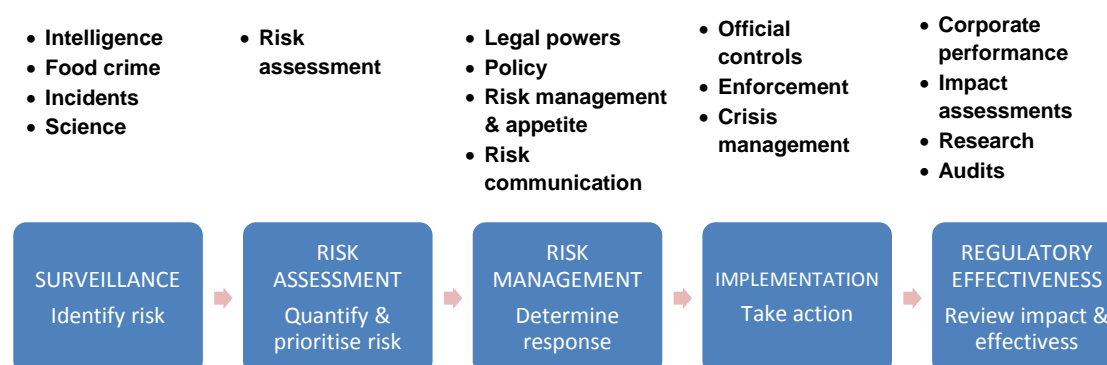 • Intelligence
• Food crime
• Incidents
• Science
• Risk
assessment
• Legal powers
• Policy
• Risk management
& appetite
• Risk
communication
• Official
controls
• Enforcement
• Crisis
management
• Corporate
performance
• Impact
assessments
• Research
• Audits
SURVEILLANCE
Identify risk
RISK
ASSESSMENT
Quantify &
prioritise risk
RISK
MANAGEMENT
Determine
response
IMPLEMENTATION
Take action
REGULATORY
EFFECTIVENESS
Review impact &
effectivess